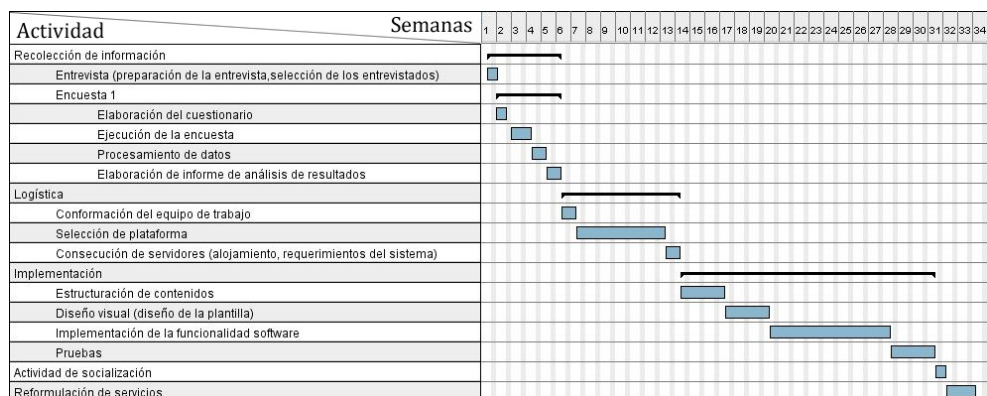 Actividad Semanas
1 2 3 4 5 6 7 8 9 10 11 12 13 14 15 16 17 18 19 20 21 22 23 24 25 26 27 28 29 30 31 32 33 34
Recolección de información
Entrevista (preparación de la entrevista,selección de los entrevistados)
Encuesta 1
Elaboración del cuestionario
Ejecución de la encuesta
Procesamiento de datos
Elaboración de informe de análisis de resultados
Logística
Conformación del equipo de trabajo
Selección de plataforma
Consecución de servidores (alojamiento, requerimientos del sistema)
Implementación
Estructuración de contenidos
Diseño visual (diseño de la plantilla)
Implementación de la funcionalidad software
Pruebas
Actividad de socialización
Reformulación de servicios